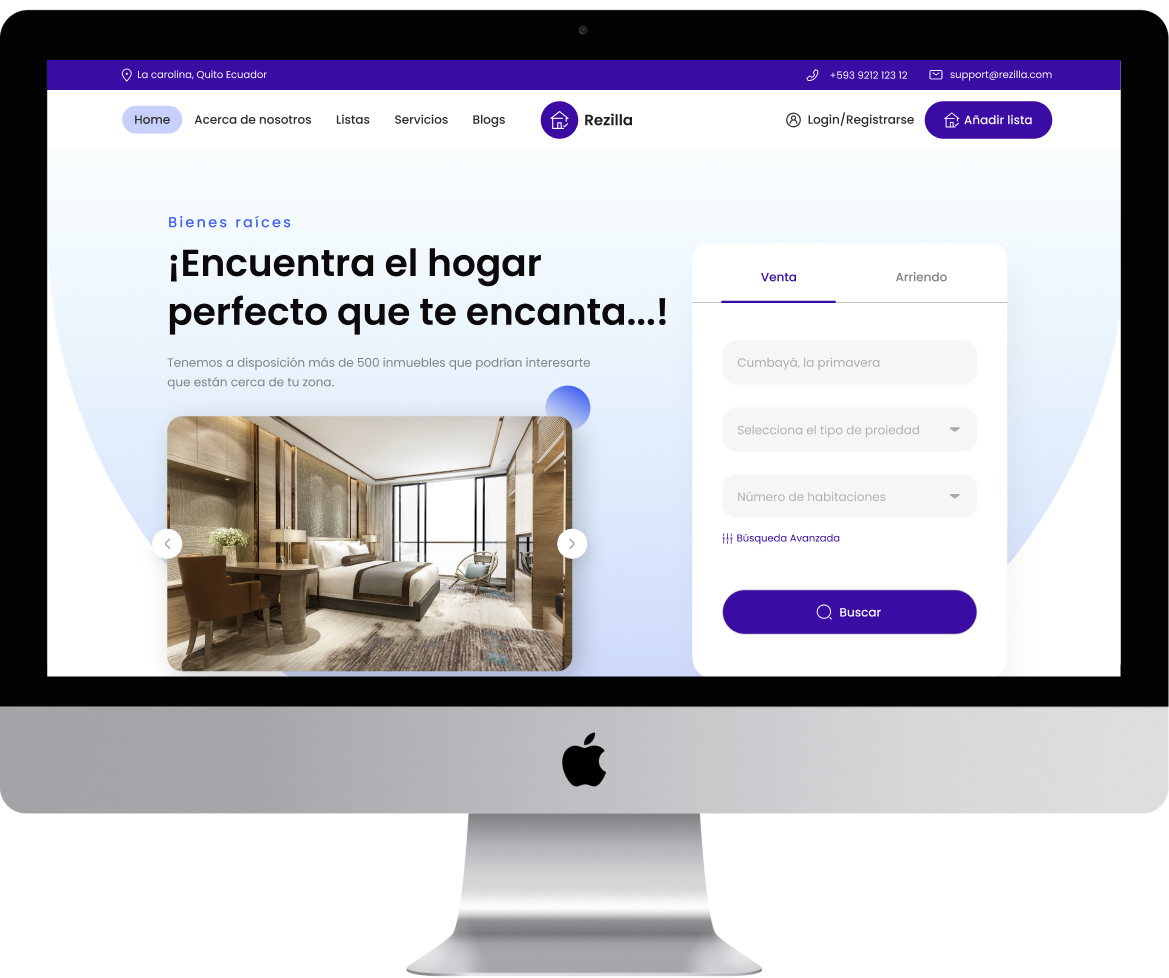 La carolina, Quito Ecuador
+593 9212 123 12
support@rezilla.com
Home
Acerca de nosotros
Listas
Servicios
Blogs
Rezilla
Login/Registrarse
Añadir lista
Bienes raíces
¡Encuentra el hogar
perfecto que te encanta...!
Tenemos a disposición más de 500 inmuebles que podrían interesarte
que están cerca de tu zona.
Venta
Arriendo
Cumbayá, la primavera
Selecciona el tipo de proiedad
Número de habitaciones
Búsqueda Avanzada
Buscar